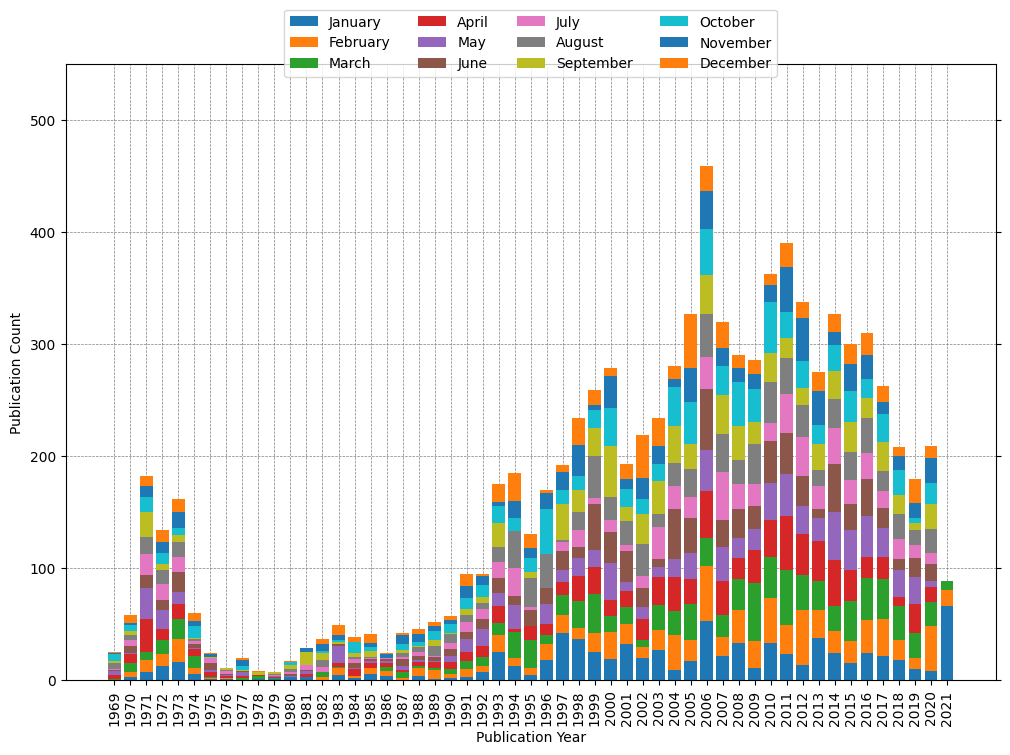 January April July October
February May August November
March June September December
500
400
300
200
100
0
Publication Count
1969 1970 1971 1972 1973 1974 1975 1976 1977 1978 1979 1980 1981 1982 1983 1984 1985 1986 1987 1988 1989 1990 1991 1992 1993 1994 1995 1996 1997 1998 1999 2000 2001 2002 2003 2004 2005 2006 2007 2008 2009 2010 2011 2012 2013 2014 2015 2016 2017 2018 2019 2020 2021
Publication Year